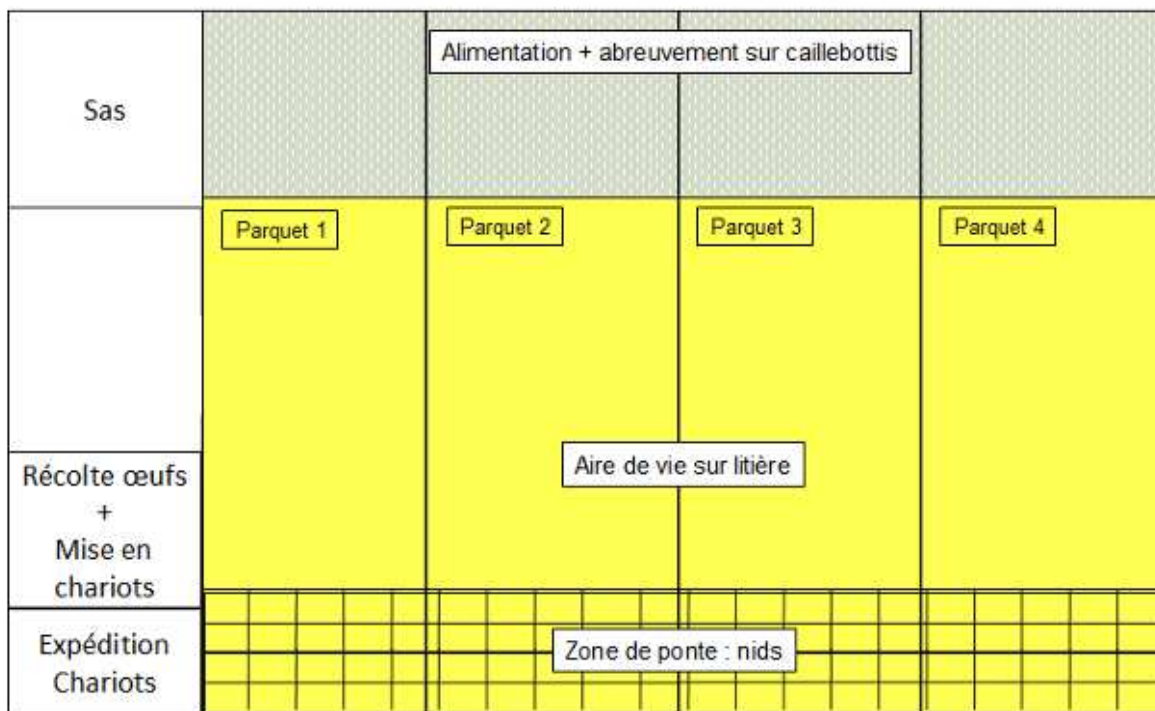 Alimentation + abreuvement sur caillebottis
Sas
Parquet 1
Parquet 2
Parquet 3
Parquet 4
Aire de vie sur litière
Récolte œufs
+
Mise en
chariots
Expédition
Chariots
Zone de ponte : nids